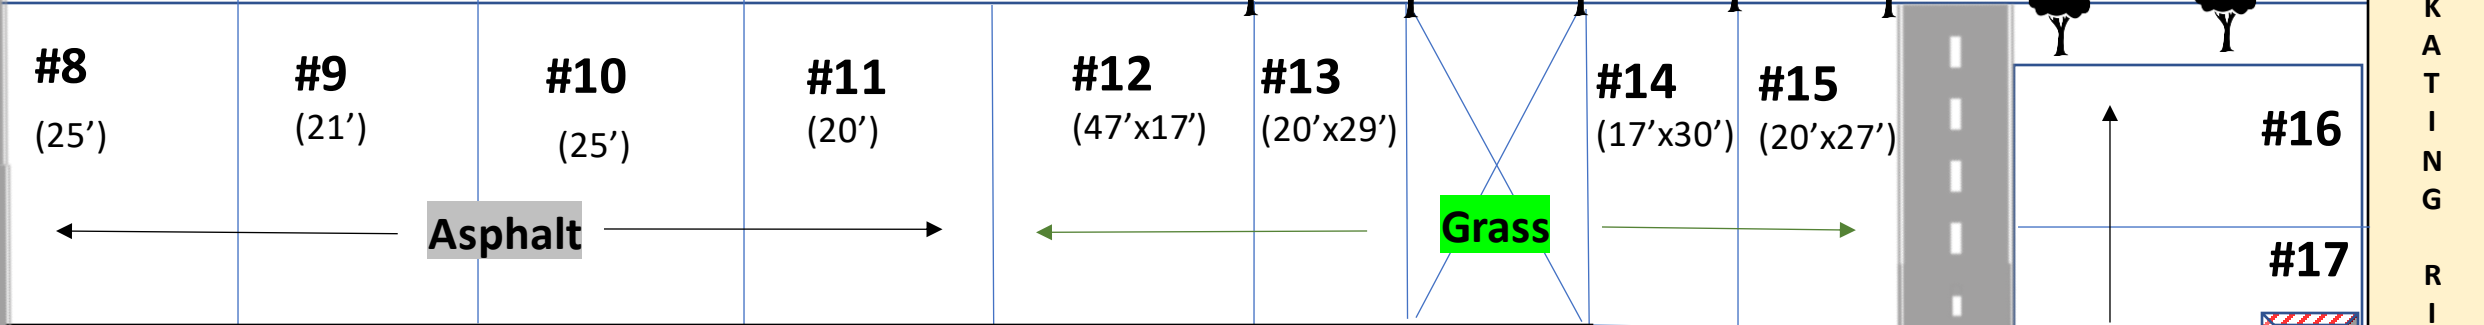 #8
(25’)
#9
(21’)
#10
(25’)
#11
(20’)
#12
(47’x17’)
#13
(20’x29’)
#14
(17’x30’)
#15
(20’x27’)
Asphalt
Grass
#16
#17
K
A
T
I
N
G
R
I